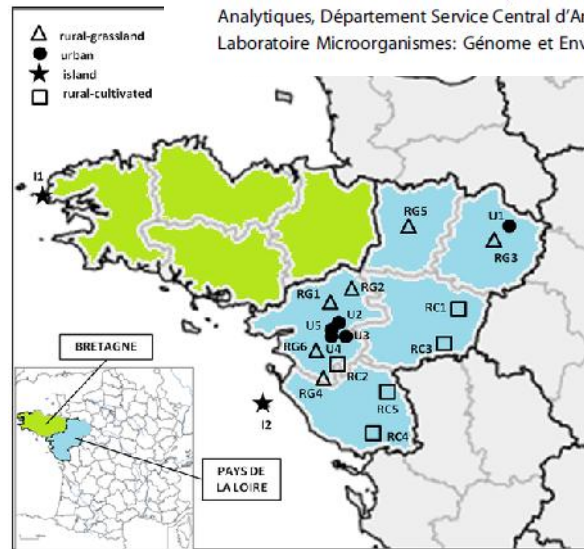 Analytiques, Département Service Central d'A
Laboratoire Microorganismes: Génome et Env
rural-grassland
urban
island
rural-cultivated
I1
RG5
U1
RG3
RG1
RG2
U2
U5
U3
U4
RG6
RC1
RC3
RC2
RG4
RC5
RC4
I2
BRETAGNE
PAYS DE
LA LOIRE